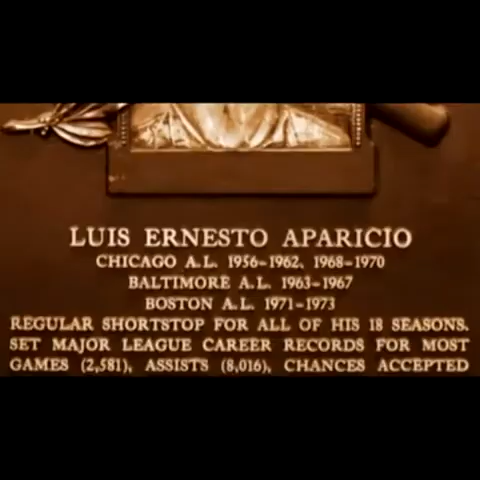 LUIS ERNESTO APARICIO
CHICAGO A.L. 1956-1962, 1968-1970
BALTIMORE A.L. 1963-1967
BOSTON A.L. 1971-1973
REGULAR SHORTSTOP FOR ALL OF HIS 18 SEASONS.
SET MAJOR LEAGUE CAREER RECORDS FOR MOST
GAMES (2,581), ASSISTS (8,016), CHANCES ACCEPTED